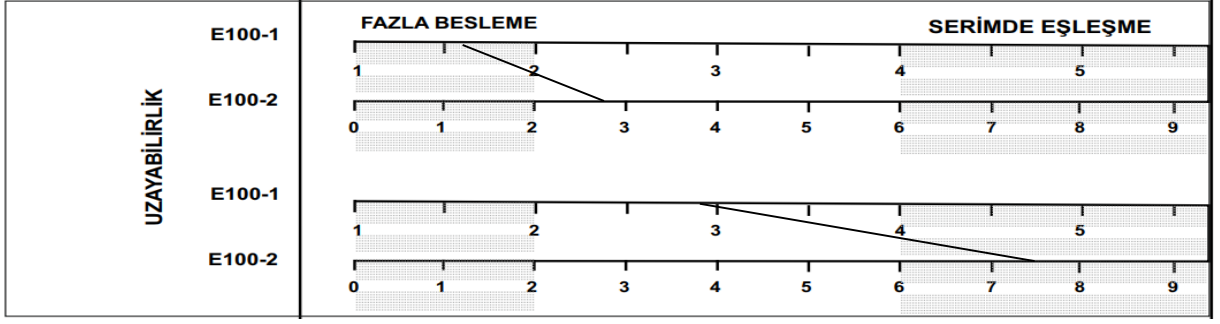 FAZLA BESLEME SERİMDE EŞLEŞME
E100-1
1 2 3 4 5
E100-2
0 1 2 3 4 5 6 7 8 9
UZAYABİLİRLİK
E100-1
1 2 3 4 5
E100-2
0 1 2 3 4 5 6 7 8 9